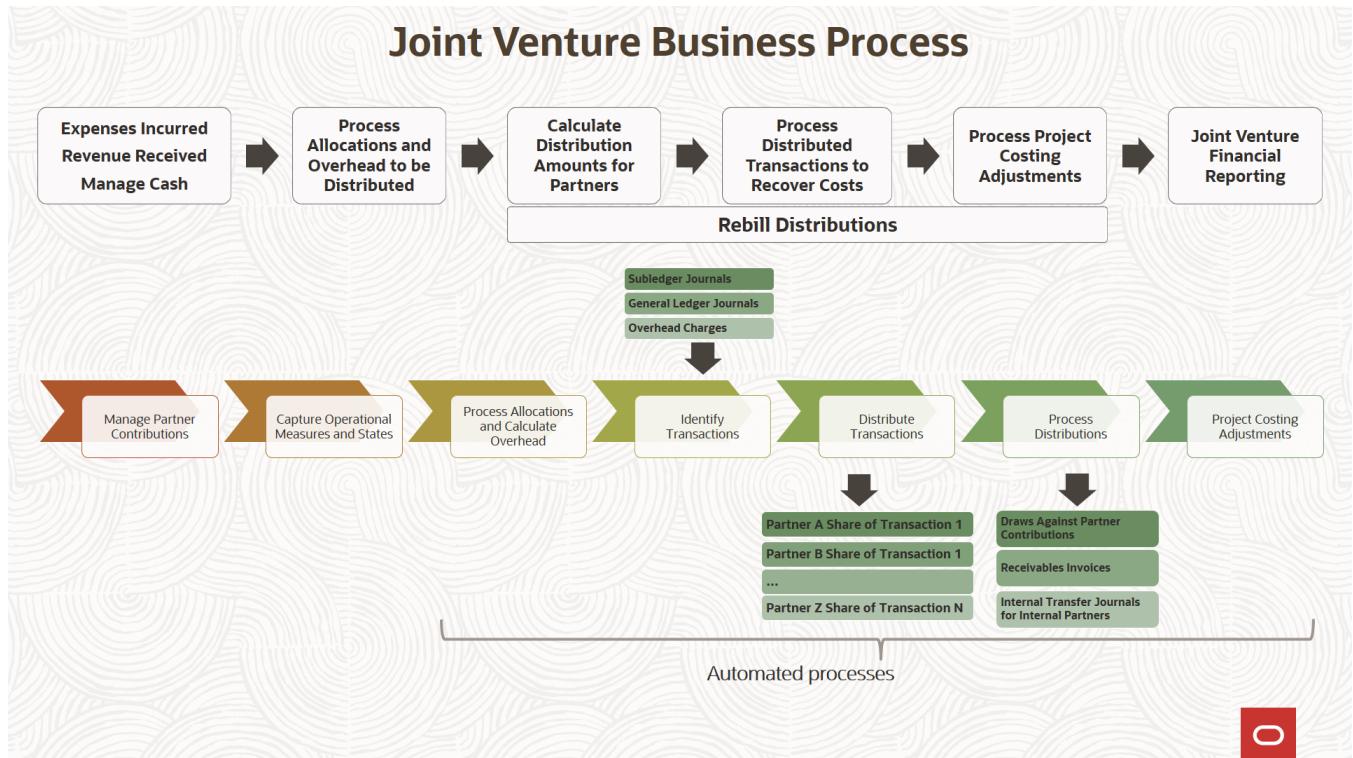 Joint Venture Business Process
Expenses Incurred
Revenue Received
Manage Cash
Process
Allocations and
Overhead to be
Distributed
Calculate
Distribution
Amounts for
Partners
Process
Distributed
Transactions to
Recover Costs
Process Project
Costing
Adjustments
Joint Venture
Financial
Reporting
Rebill Distributions
Subledger Journals
General Ledger Journals
Overhead Charges
Manage Partner
Contributions
Capture Operational
Measures and States
Process Allocations
and Calculate
Overhead
Identify
Transactions
Distribute
Transactions
Process
Distributions
Project Costing
Adjustments
Partner A Share of Transaction 1
Partner B Share of Transaction 1
...
Partner Z Share of Transaction N
Draws Against Partner
Contributions
Receivables Invoices
Internal Transfer Journals
for Internal Partners
Automated processes